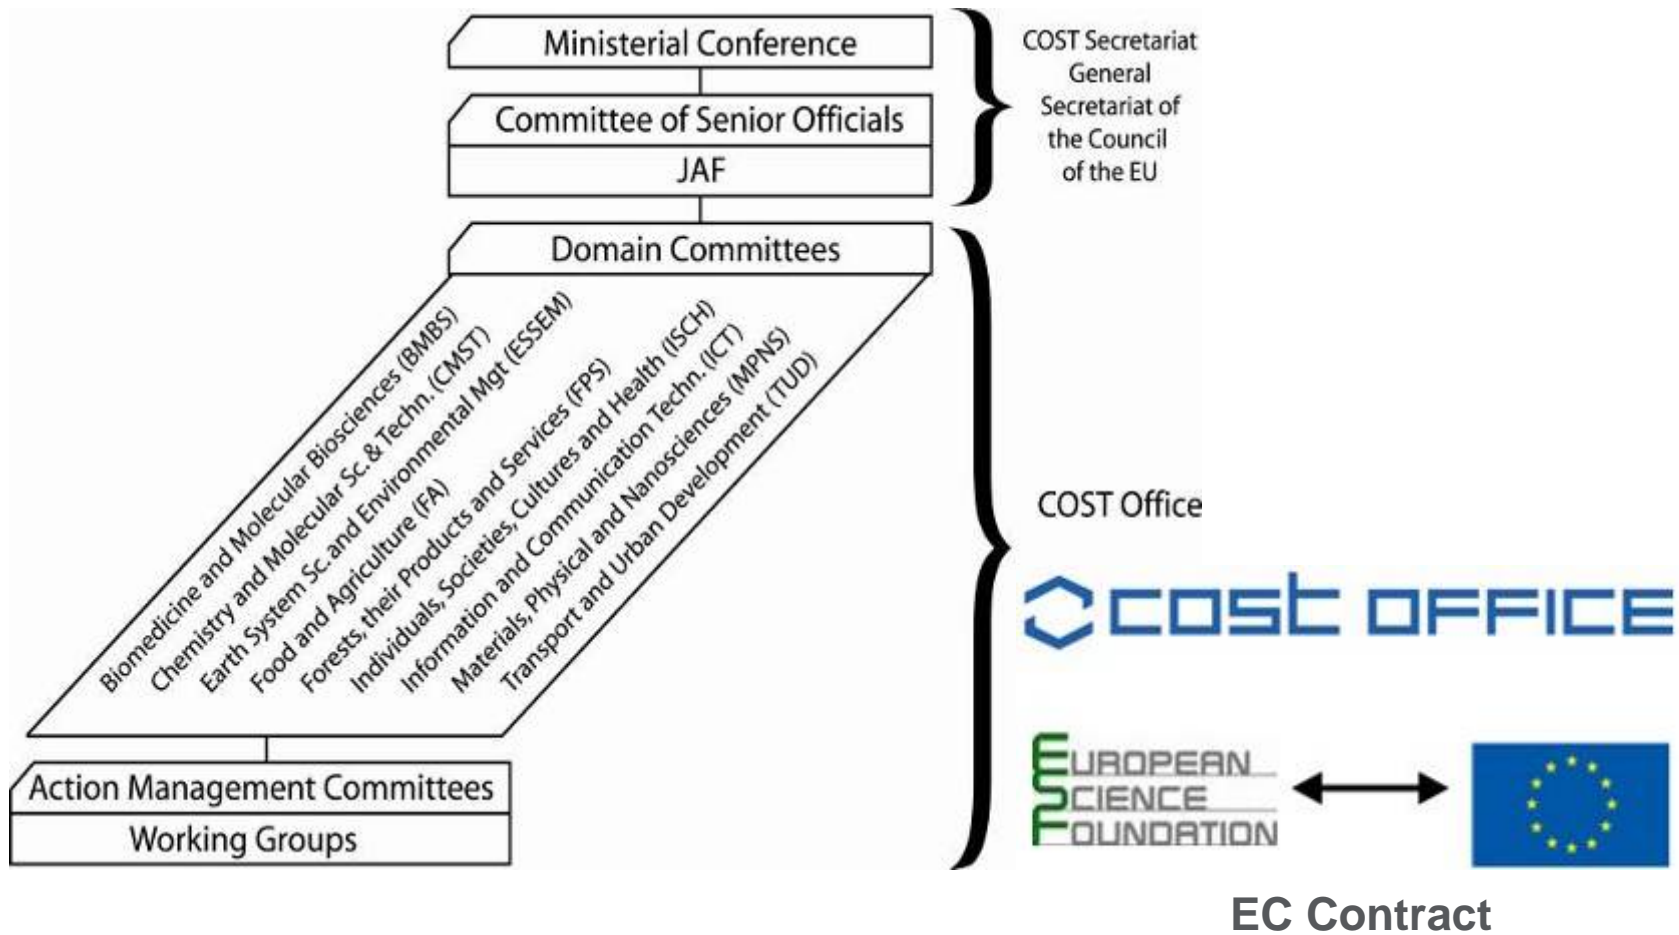 Ministerial Conference
Committee of Senior Officials
JAF
COST Secretariat
General
Secretariat of
the Council
of the EU
Domain Committees
Biomedicine and Molecular Biosciences (BMBS)
Chemistry and Molecular Sc. & Techn. (CMST)
Earth System Sc. and Environmental Mgt (ESSEM)
Food and Agriculture (FA)
Forests, their Products and Services (FPS)
Individuals, Societies, Cultures and Health (ISCH)
Information and Communication Techn. (ICT)
Materials, Physical and Nanosciences (MPNS)
Transport and Urban Development (TUD)
Action Management Committees
Working Groups
COST Office
COST OFFICE
EUROPEAN
SCIENCE
FOUNDATION
EC Contract